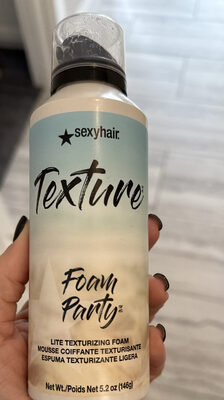 sexyhair.
Texture
Foam
Party
LITE TEXTURIZING FOAM
MOUSSE COIFFANTE TEXTURISANTE
ESPUMA TEXTURIZANTE LIGERA
Net Wt./Poids Net 5.2 oz (146g)